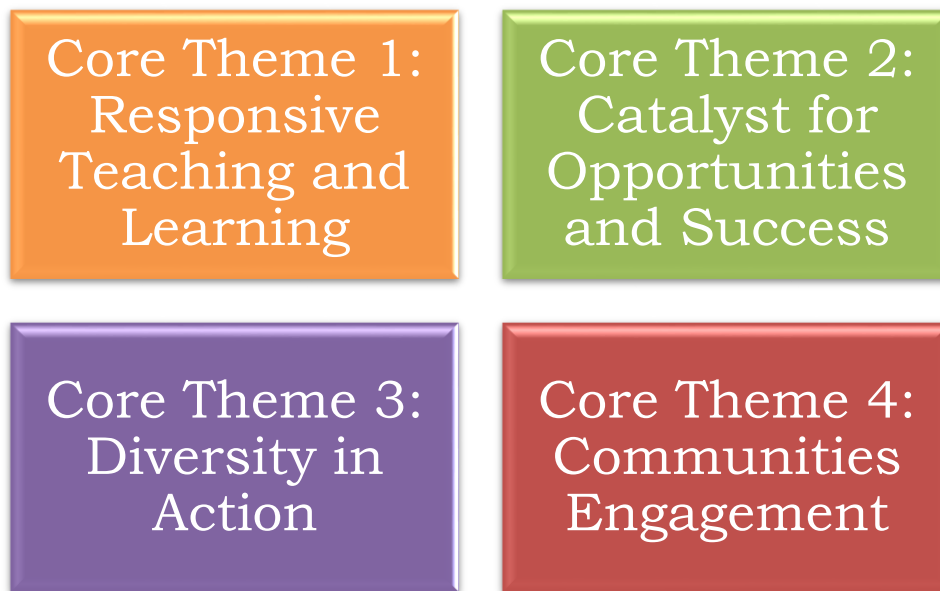 Core Theme 1:
Responsive
Teaching and
Learning
Core Theme 2:
Catalyst for
Opportunities
and Success
Core Theme 3:
Diversity in
Action
Core Theme 4:
Communities
Engagement